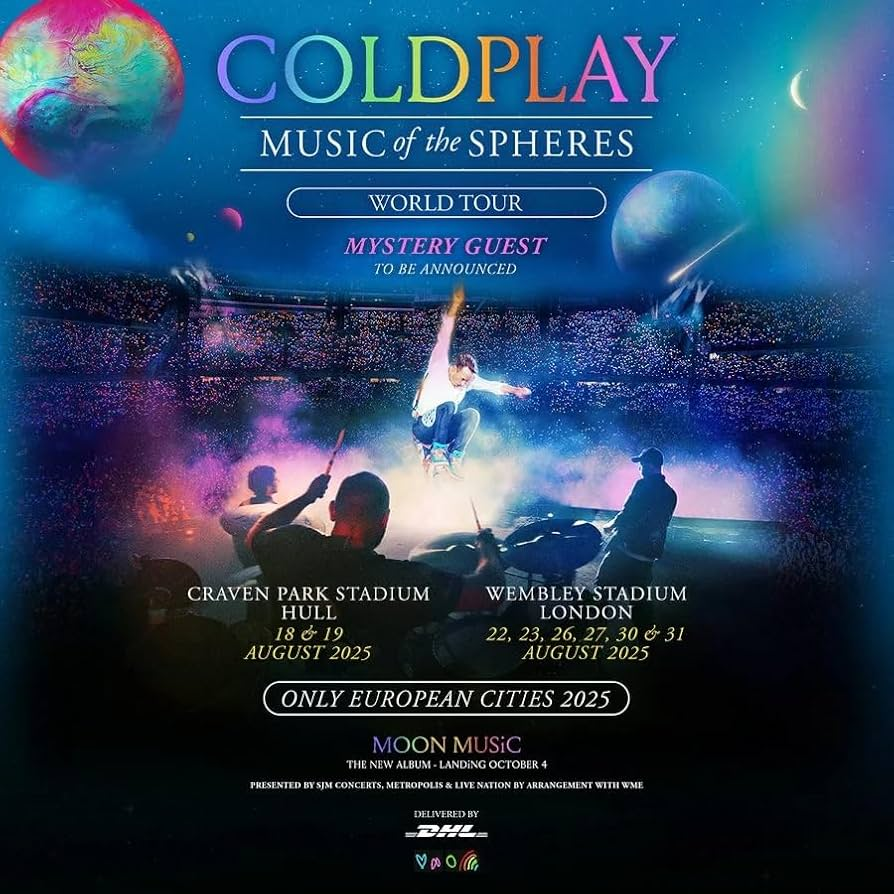 COLDPLAY
MUSIC of the SPHERES
WORLD TOUR
MYSTERY GUEST
TO BE ANNOUNCED
CRAVEN PARK STADIUM
HULL
18 & 19
AUGUST 2025
WEMBLEY STADIUM
LONDON
22, 23, 26, 27, 30 & 31
AUGUST 2025
ONLY EUROPEAN CITIES 2025
MOON MUSiC
THE NEW ALBUM - LANDiNG OCTOBER 4
PRESENTED BY SJM CONCERTS, METROPOLIS & LIVE NATION BY ARRANGEMENT WITH WME
DELIVERED BY
DHL